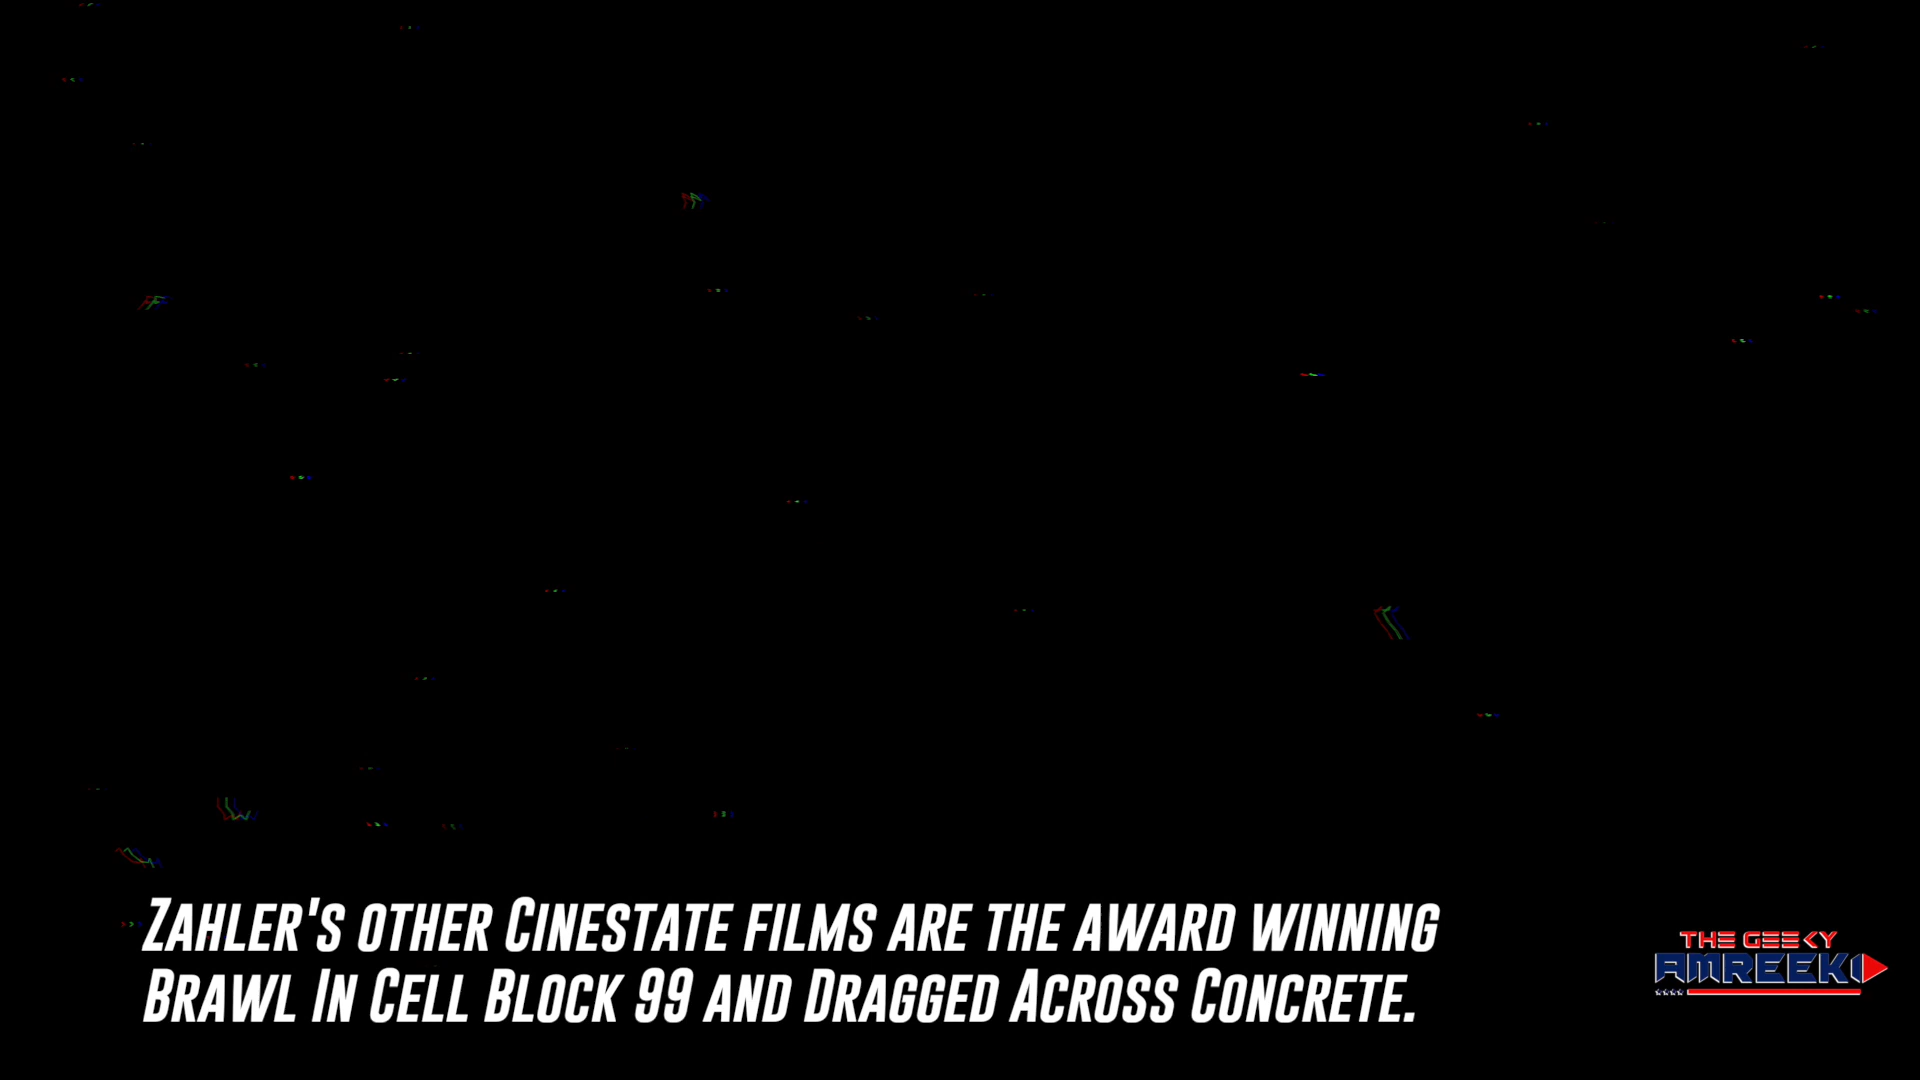 Zahler's other Cinestate films are the award winning
Brawl In Cell Block 99 and Dragged Across Concrete.
THE GEEKY
AMREEKI